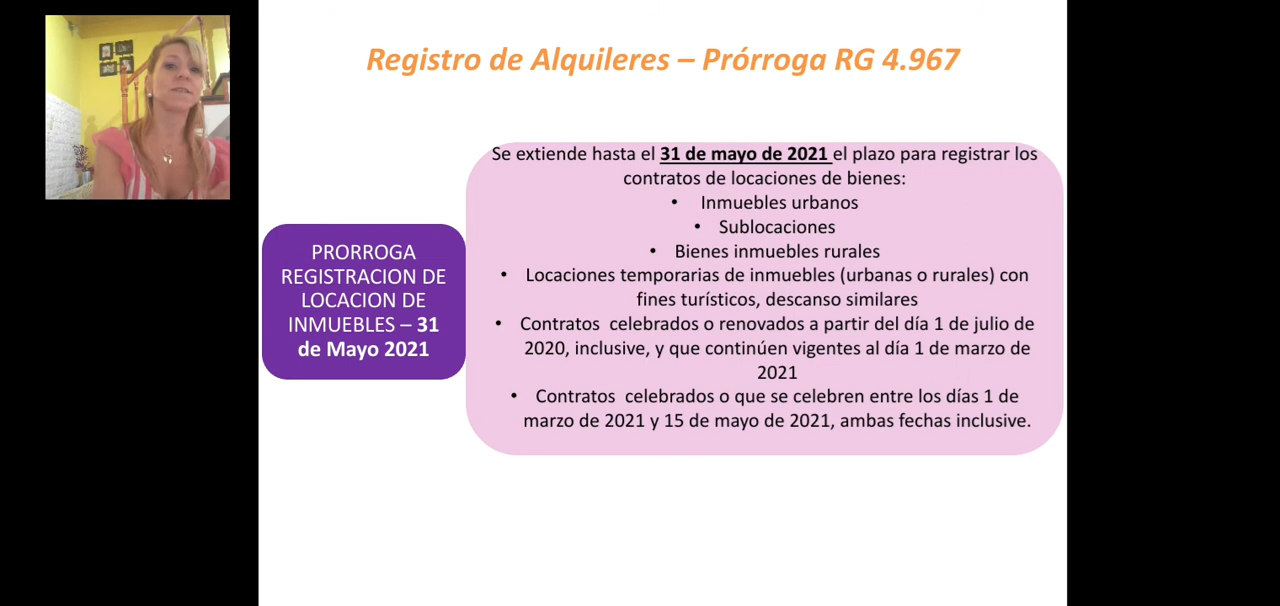 Registro de Alquileres – Prórroga RG 4.967
PRORROGA
REGISTRACION DE
LOCACION DE
INMUEBLES – 31
de Mayo 2021
Se extiende hasta el 31 de mayo de 2021 el plazo para registrar los
contratos de locaciones de bienes:
• Inmuebles urbanos
• Sublocaciones
• Bienes inmuebles rurales
• Locaciones temporarias de inmuebles (urbanas o rurales) con
fines turísticos, descanso similares
• Contratos celebrados o renovados a partir del día 1 de julio de
2020, inclusive, y que continúen vigentes al día 1 de marzo de
2021
• Contratos celebrados o que se celebren entre los días 1 de
marzo de 2021 y 15 de mayo de 2021, ambas fechas inclusive.